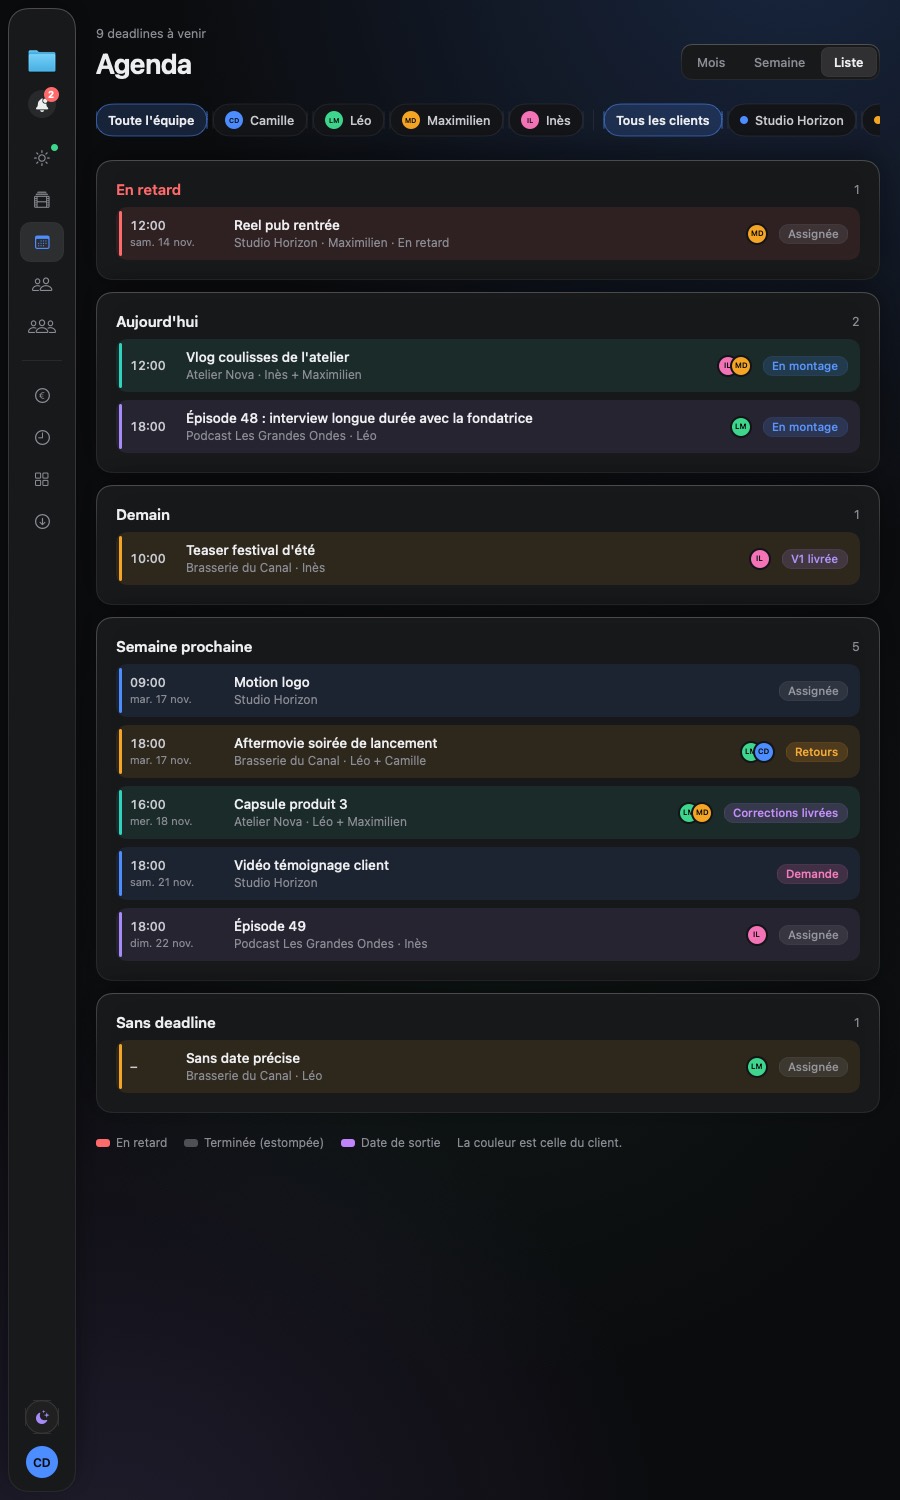 2
9 deadlines à venir
Agenda
Mois Semaine Liste
Toute l'équipe CD Camille LM Léo MD Maximilien IL Inès Tous les clients Studio Horizon
En retard 1
12:00 Reel pub rentrée
sam. 14 nov. Studio Horizon · Maximilien · En retard MD Assignée
Aujourd'hui 2
12:00 Vlog coulisses de l'atelier
Atelier Nova · Inès + Maximilien IL MD En montage
18:00 Épisode 48 : interview longue durée avec la fondatrice
Podcast Les Grandes Ondes · Léo LM En montage
Demain 1
10:00 Teaser festival d'été
Brasserie du Canal · Inès IL V1 livrée
Semaine prochaine 5
09:00 Motion logo
mar. 17 nov. Studio Horizon Assignée
18:00 Aftermovie soirée de lancement
mar. 17 nov. Brasserie du Canal · Léo + Camille LM CD Retours
16:00 Capsule produit 3
mer. 18 nov. Atelier Nova · Léo + Maximilien LM MD Corrections livrées
18:00 Vidéo témoignage client
sam. 21 nov. Studio Horizon Demande
18:00 Épisode 49
dim. 22 nov. Podcast Les Grandes Ondes · Inès IL Assignée
Sans deadline 1
– Sans date précise
Brasserie du Canal · Léo LM Assignée
En retard Terminée (estompée) Date de sortie La couleur est celle du client.
CD